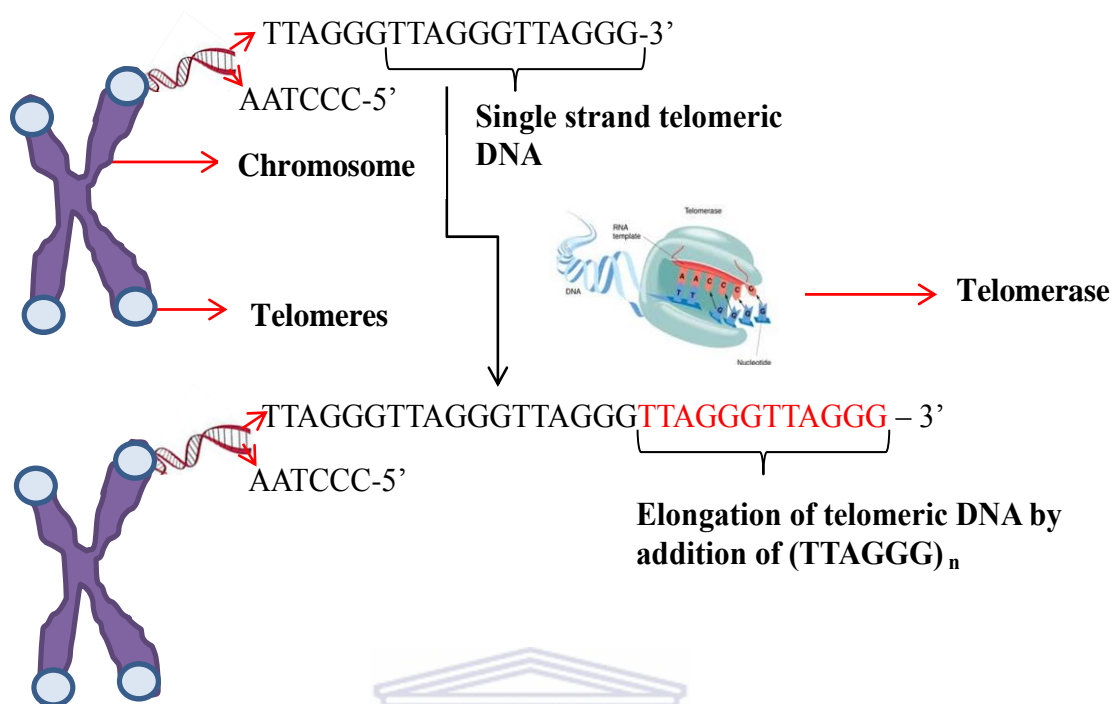 TTAGGGTTAGGGTTAGGG-3’
AATCCC-5’
Single strand telomeric
DNA
Chromosome
Telomerase
RNA
template
DNA
A A C C C
T T
G G G
Nucleotide
Telomerase
Telomeres
TTAGGGTTAGGGTTAGGGTTAGGGTTAGGG – 3’
AATCCC-5’
Elongation of telomeric DNA by
addition of (TTAGGG) n